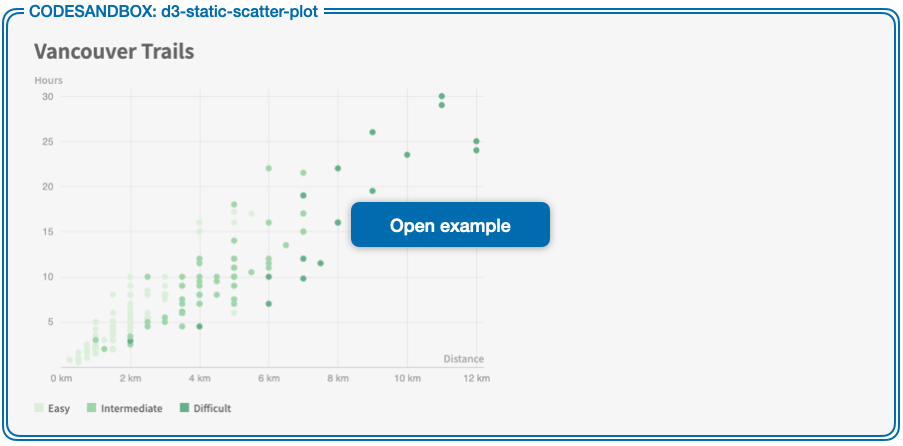 CODESANDBOX: d3-static-scatter-plot
Vancouver Trails
Hours
30
25
20
15
10
5
Open example
Distance
0 km 2 km 4 km 6 km 8 km 10 km 12 km
Easy Intermediate Difficult